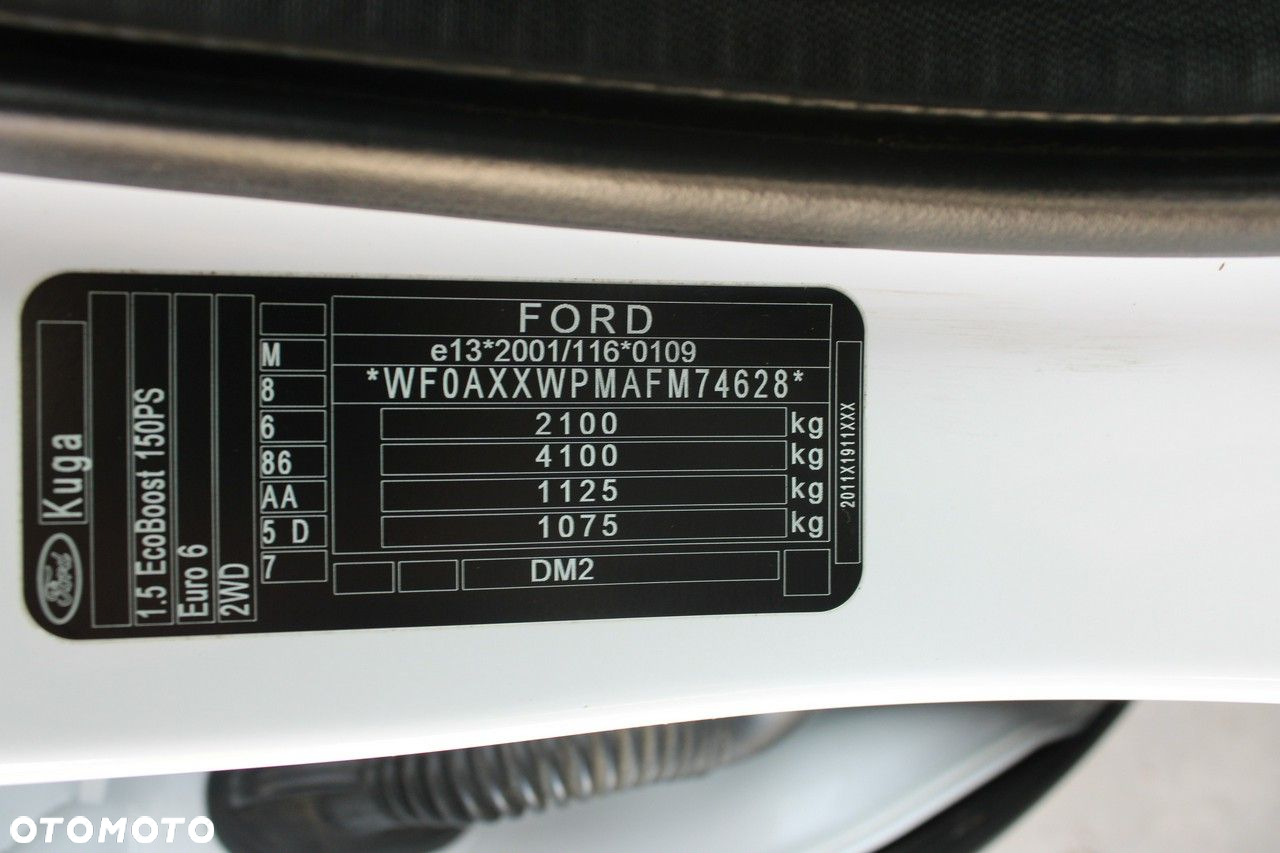 FORD
e13*2001/116*0109
*WF0AXXWPMAFM74628*
2100 kg
4100 kg
1125 kg
1075 kg
DM2
M
8
6
86
AA
5 D
7
Ford
Kuga
1.5 EcoBoost 150PS
Euro 6
2WD
2011X1911XXX
OTOMOTO